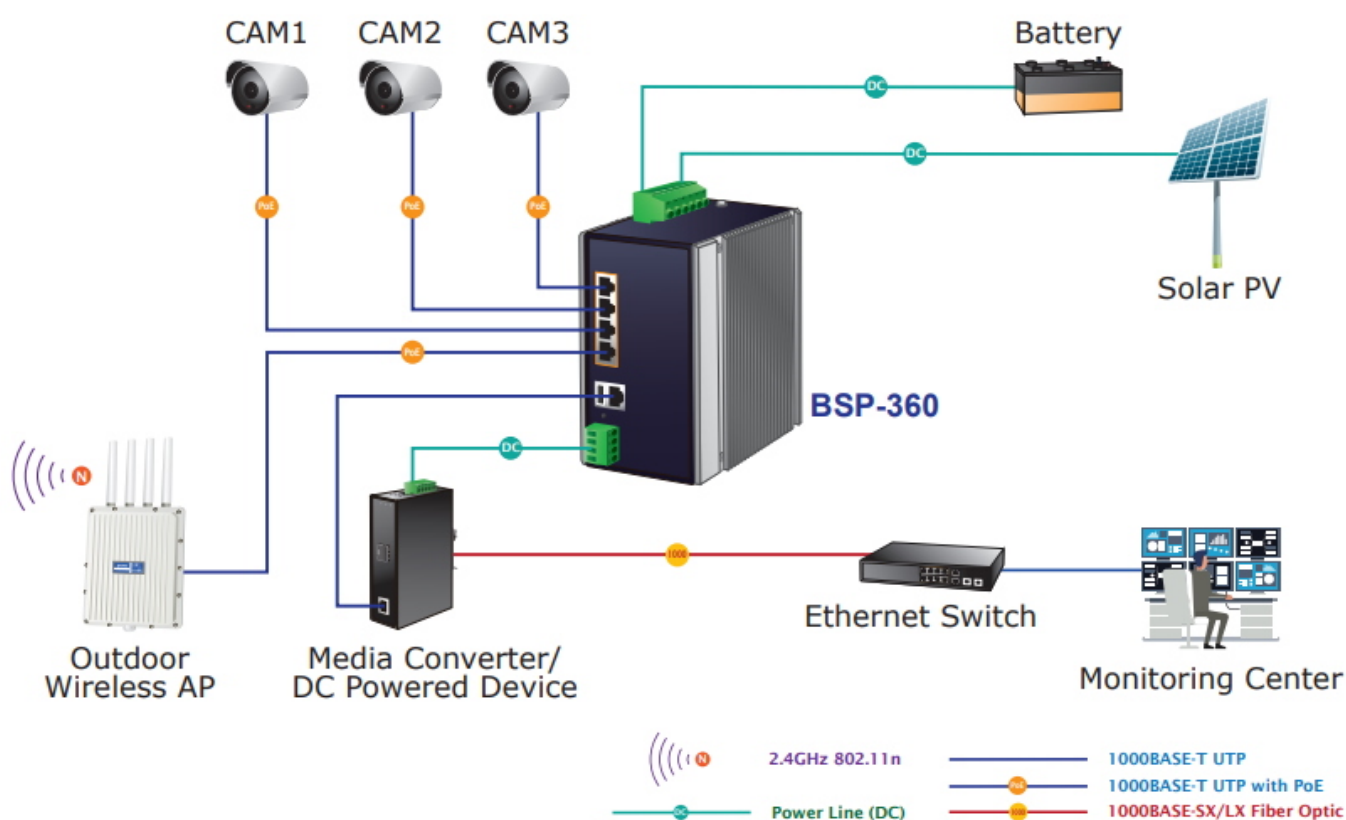 CAM1 CAM2 CAM3
Battery
DC
DC
PoE PoE PoE
Solar PV
PoE
BSP-360
DC
N
1000
Ethernet Switch
Outdoor
Wireless AP
Media Converter/
DC Powered Device
Monitoring Center
N 2.4GHz 802.11n
1000BASE-T UTP
PoE 1000BASE-T UTP with PoE
DC Power Line (DC)
1000 1000BASE-SX/LX Fiber Optic